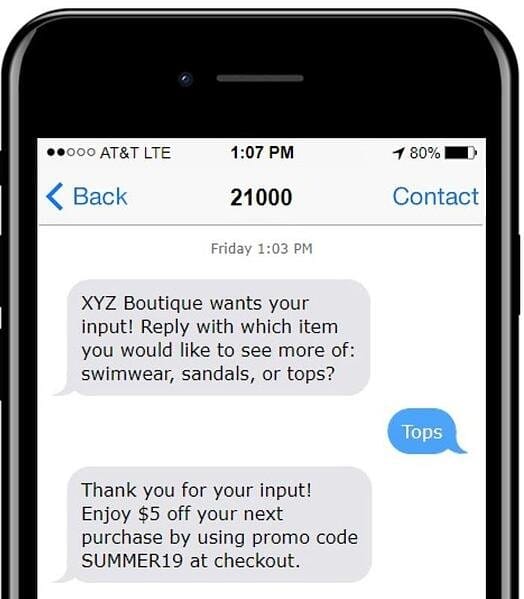 AT&T LTE 1:07 PM 80%
Back 21000 Contact
Friday 1:03 PM
XYZ Boutique wants your
input! Reply with which item
you would like to see more of:
swimwear, sandals, or tops?
Tops
Thank you for your input!
Enjoy $5 off your next
purchase by using promo code
SUMMER19 at checkout.